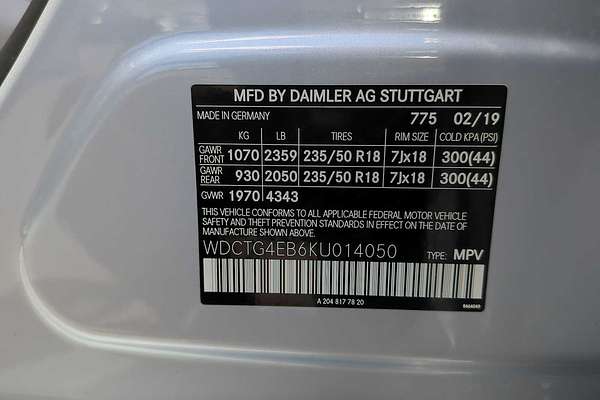 MFD BY DAIMLER AG STUTTGART
MADE IN GERMANY 775 02/19
KG LB TIRES RIM SIZE COLD KPA (PSI)
GAWR FRONT 1070 2359 235/50 R18 7Jx18 300(44)
GAWR REAR 930 2050 235/50 R18 7Jx18 300(44)
GVWR 1970 4343
THIS VEHICLE CONFORMS TO ALL APPLICABLE FEDERAL MOTOR VEHICLE
SAFETY AND THEFT PREVENTION STANDARDS IN EFFECT ON THE DATE OF
MANUFACTURE SHOWN ABOVE.
WDCTG4EB6KU014050 TYPE: MPV
A 204 817 78 20